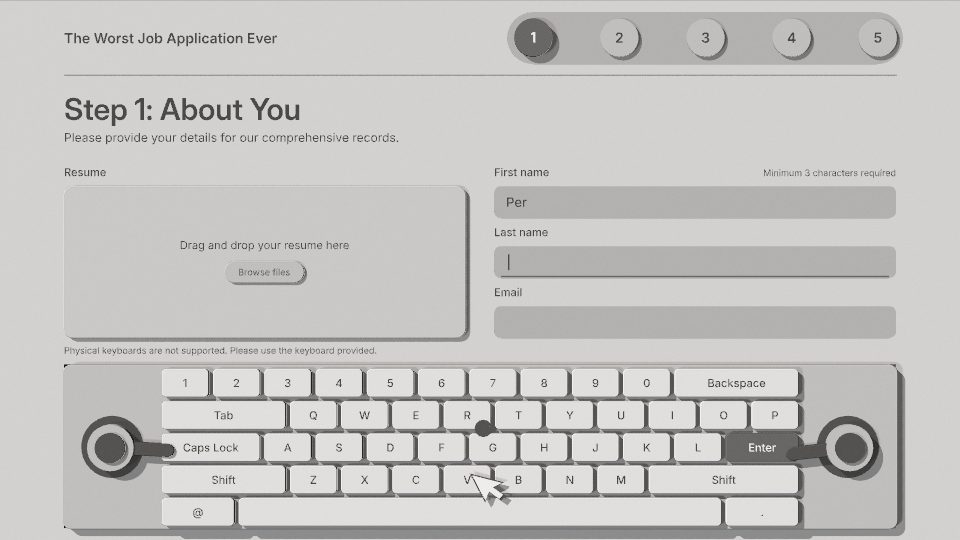 The Worst Job Application Ever
1 2 3 4 5
Step 1: About You
Please provide your details for our comprehensive records.
Resume
Drag and drop your resume here
Browse files
First name
Minimum 3 characters required
Per
Last name
Email
Physical keyboards are not supported. Please use the keyboard provided.
1 2 3 4 5 6 7 8 9 0 Backspace
Tab Q W E R T Y U I O P
Caps Lock A S D F G H J K L Enter
Shift Z X C V B N M Shift
@ .